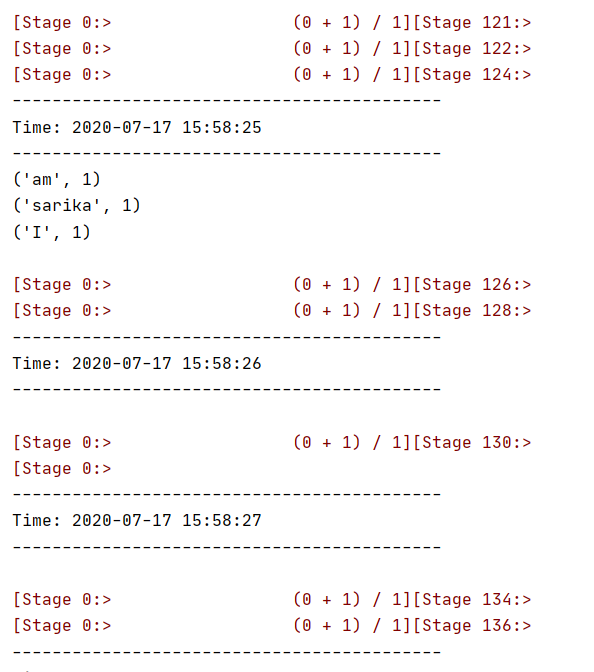 [Stage 0:>                  (0 + 1) / 1][Stage 121:>
[Stage 0:>                  (0 + 1) / 1][Stage 122:>
[Stage 0:>                  (0 + 1) / 1][Stage 124:>
-------------------------------------------
Time: 2020-07-17 15:58:25
-------------------------------------------
('am', 1)
('sarika', 1)
('I', 1)
[Stage 0:>                  (0 + 1) / 1][Stage 126:>
[Stage 0:>                  (0 + 1) / 1][Stage 128:>
-------------------------------------------
Time: 2020-07-17 15:58:26
-------------------------------------------
[Stage 0:>                  (0 + 1) / 1][Stage 130:>
[Stage 0:>
-------------------------------------------
Time: 2020-07-17 15:58:27
-------------------------------------------
[Stage 0:>                  (0 + 1) / 1][Stage 134:>
[Stage 0:>                  (0 + 1) / 1][Stage 136:>
-------------------------------------------